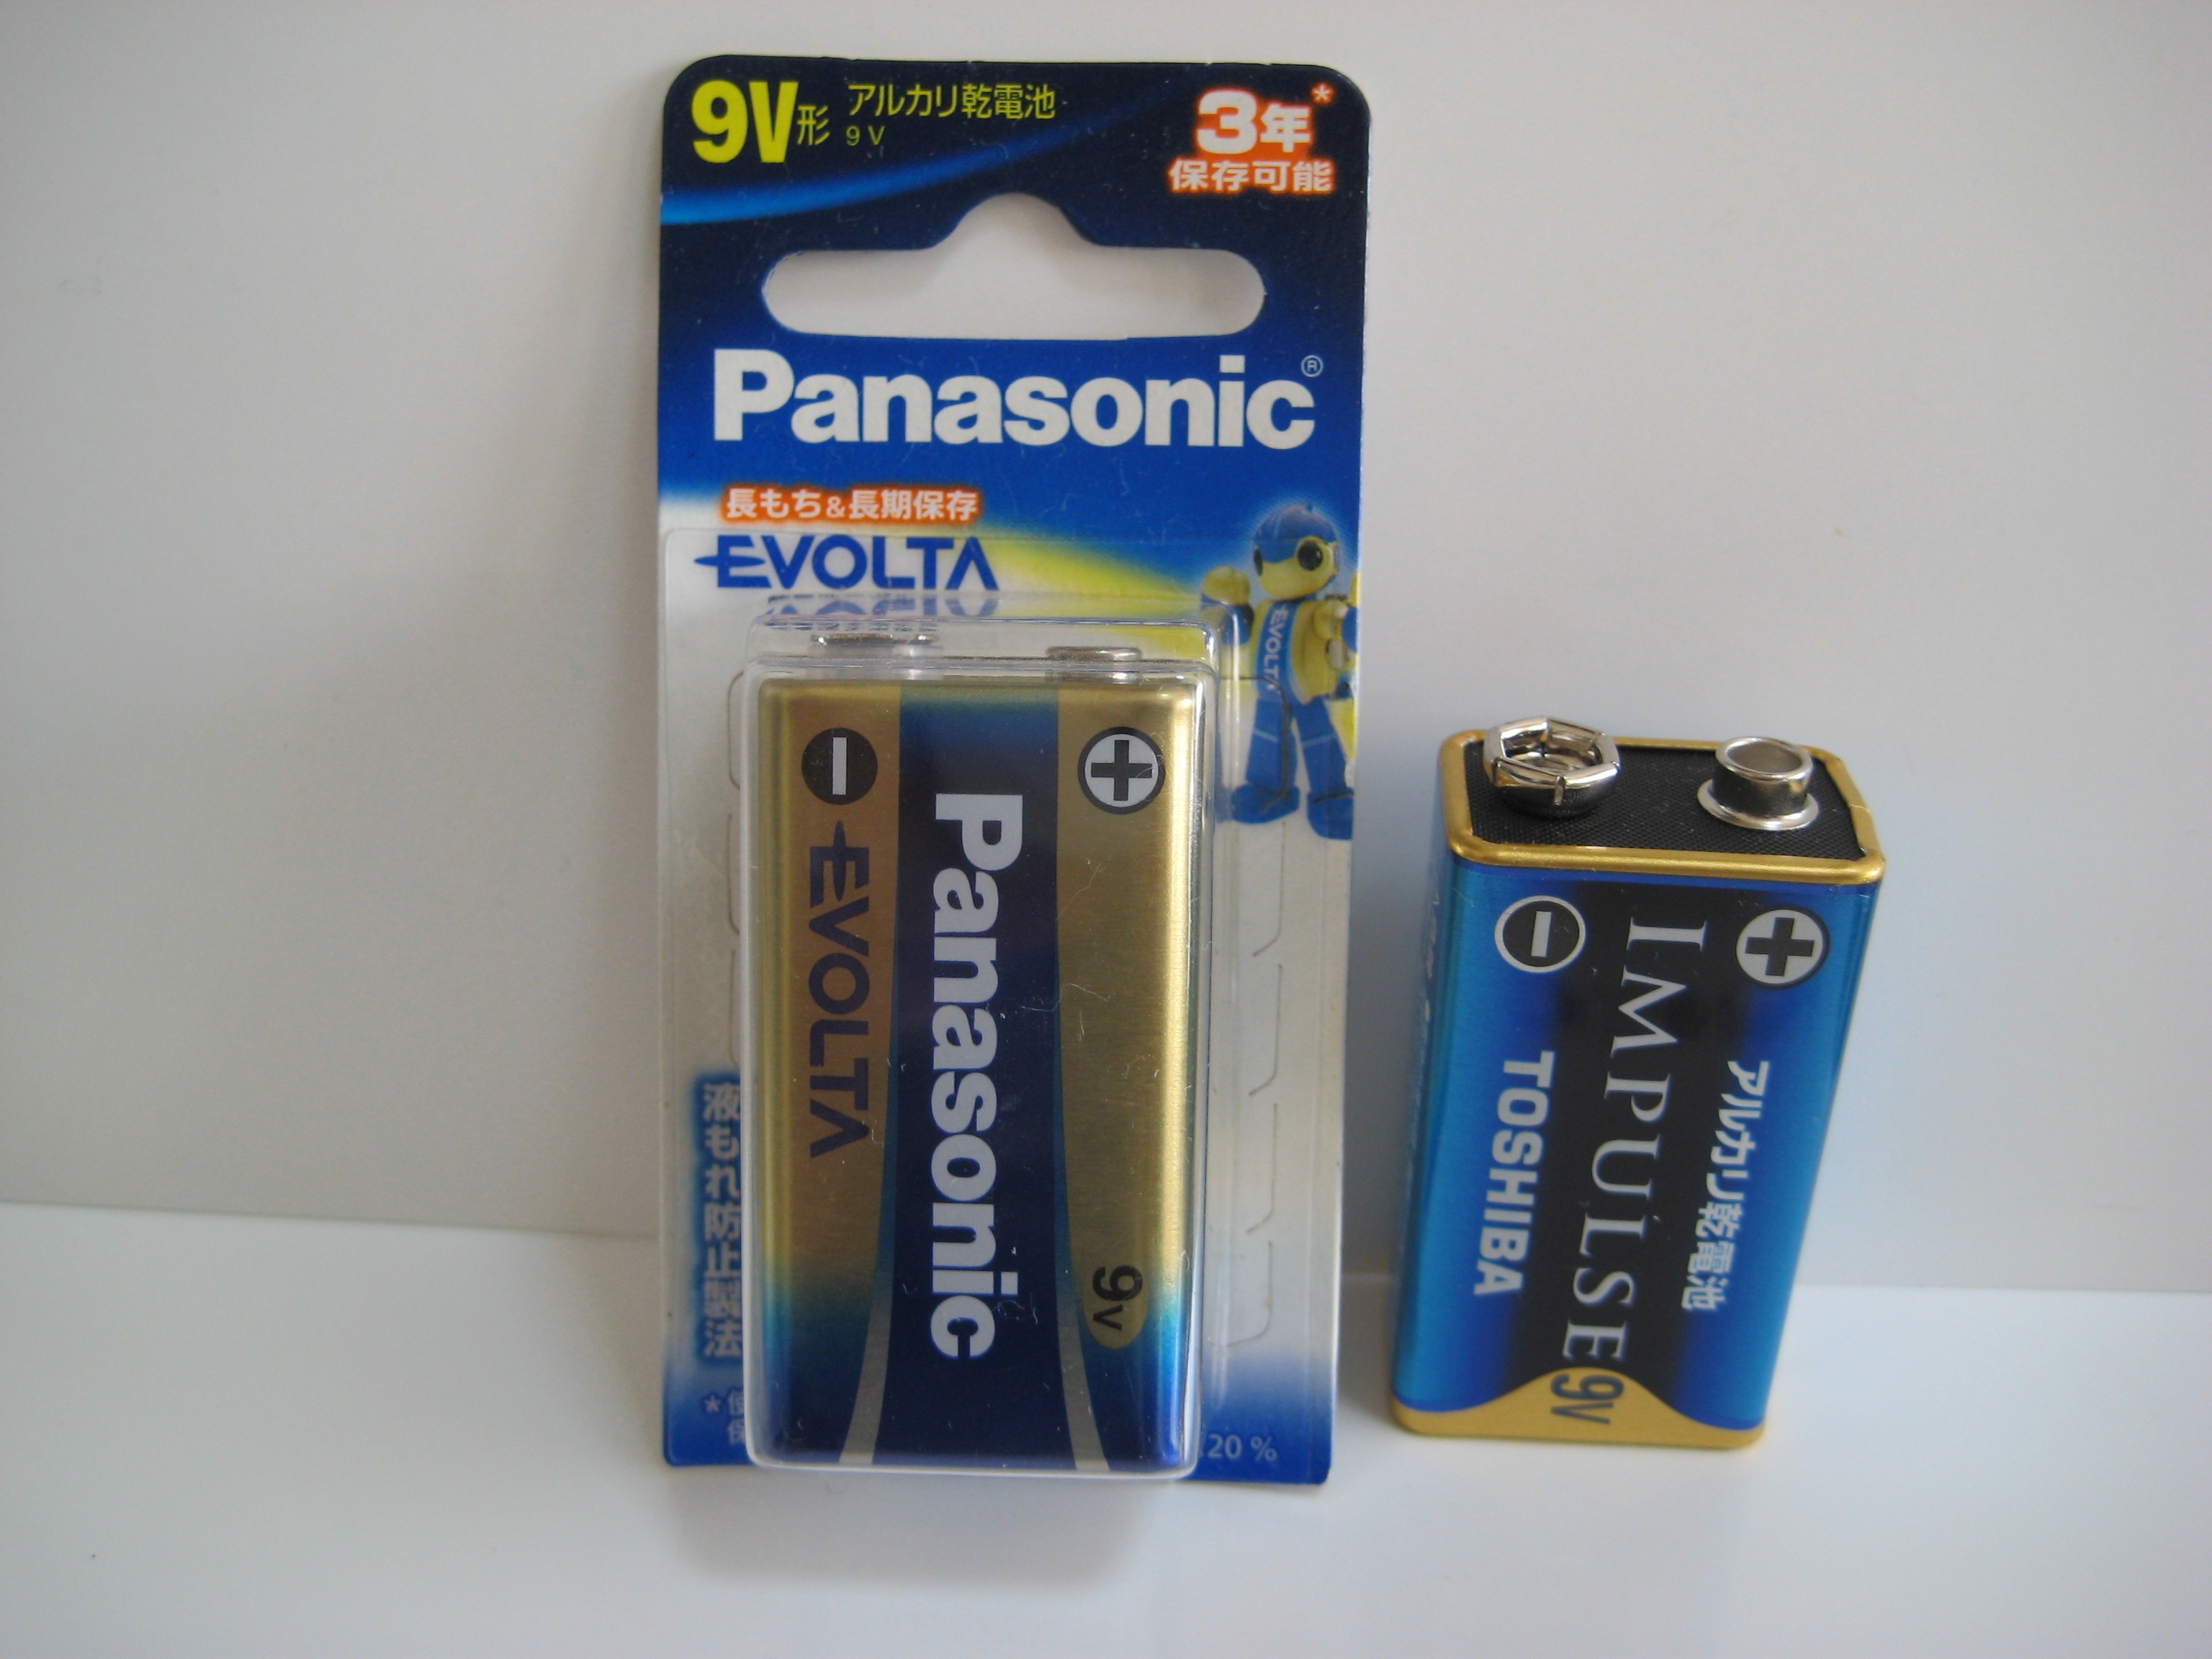 9V形 アルカリ乾電池
9V
3年*
保存可能
Panasonic®
長もち&長期保存
EVOLTA
EVOLTA
液もれ防止製法
20 %
EVOLTA
Panasonic
9V
TOSHIBA
IMPULSE
アルカリ乾電池
9V